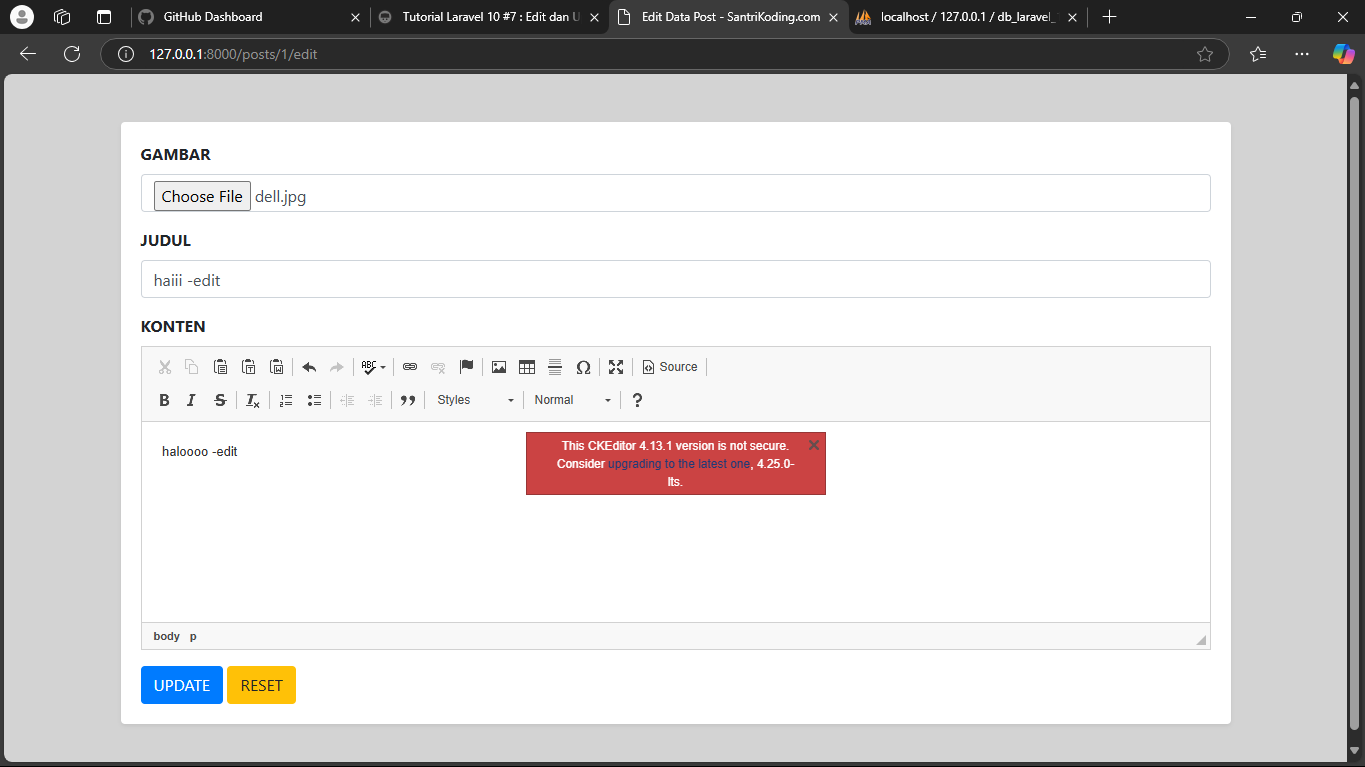 GitHub Dashboard
Tutorial Laravel 10 #7 : Edit dan U
Edit Data Post - SantriKoding.com
localhost / 127.0.0.1 / db_laravel_
127.0.0.1:8000/posts/1/edit
GAMBAR
Choose File dell.jpg
JUDUL
haiii -edit
KONTEN
ABC
Source
B I S
Styles
Normal
?
haloooo -edit
This CKEditor 4.13.1 version is not secure.
Consider upgrading to the latest one, 4.25.0-
lts.
body p
UPDATE RESET